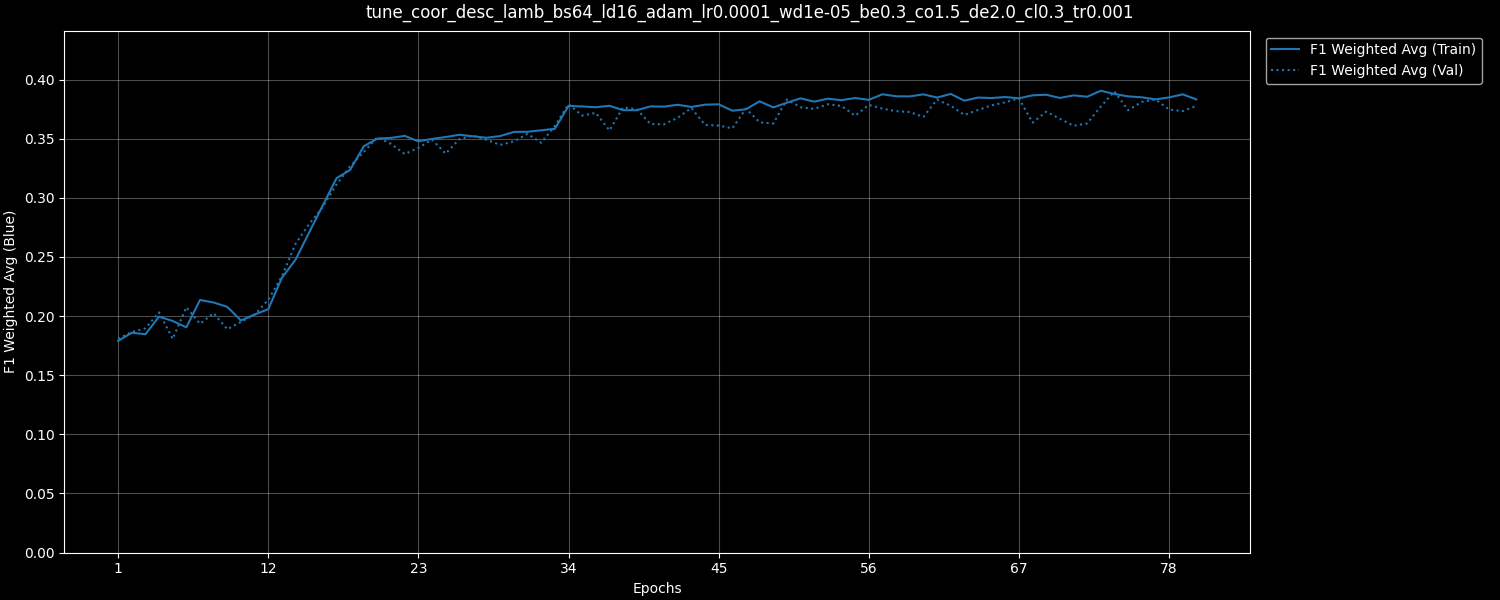 tune_coor_desc_lamb_bs64_ld16_adam_lr0.0001_wd1e-05_be0.3_co1.5_de2.0_cl0.3_tr0.001
F1 Weighted Avg (Train)
F1 Weighted Avg (Val)
F1 Weighted Avg (Blue)
0.40
0.35
0.30
0.25
0.20
0.15
0.10
0.05
0.00
1 12 23 34 45 56 67 78
Epochs